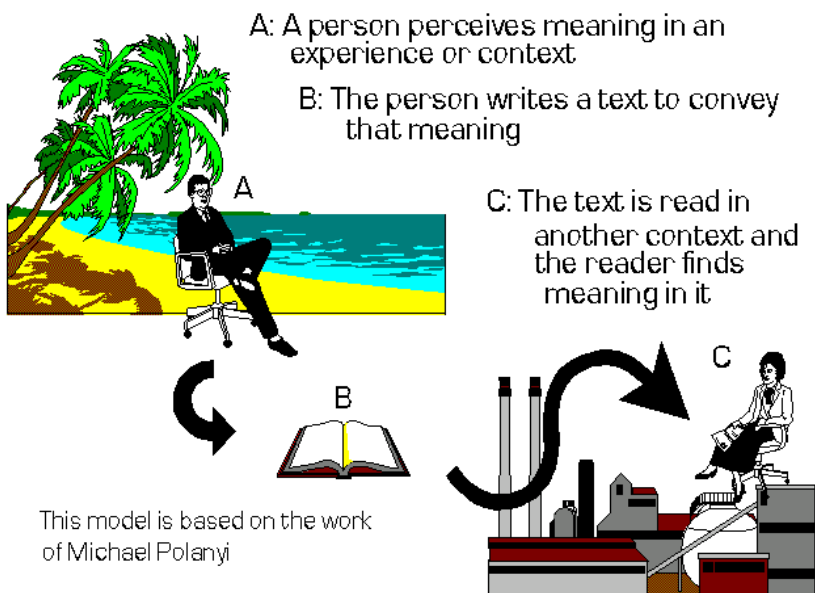 A: A person perceives meaning in an
experience or context
B: The person writes a text to convey
that meaning
A
C: The text is read in
another context and
the reader finds
meaning in it
C
B
This model is based on the work
of Michael Polanyi